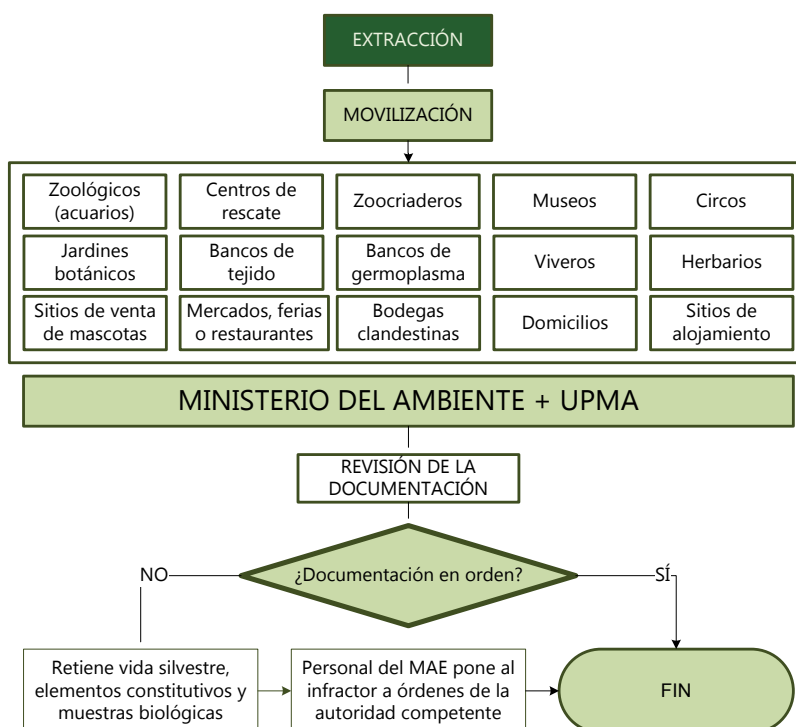 EXTRACCIÓN
MOVILIZACIÓN
Zoológicos
(acuarios)
Centros de
rescate
Zoocriaderos
Museos
Circos
Jardines
botánicos
Bancos de
tejido
Bancos de
germoplasma
Viveros
Herbarios
Sitios de venta
de mascotas
Mercados, ferias
o restaurantes
Bodegas
clandestinas
Domicilios
Sitios de
alojamiento
MINISTERIO DEL AMBIENTE + UPMA
REVISIÓN DE LA
DOCUMENTACIÓN
¿Documentación en orden?
NO
SÍ
Retiene vida silvestre,
elementos constitutivos y
muestras biológicas
Personal del MAE pone al
infractor a órdenes de la
autoridad competente
FIN